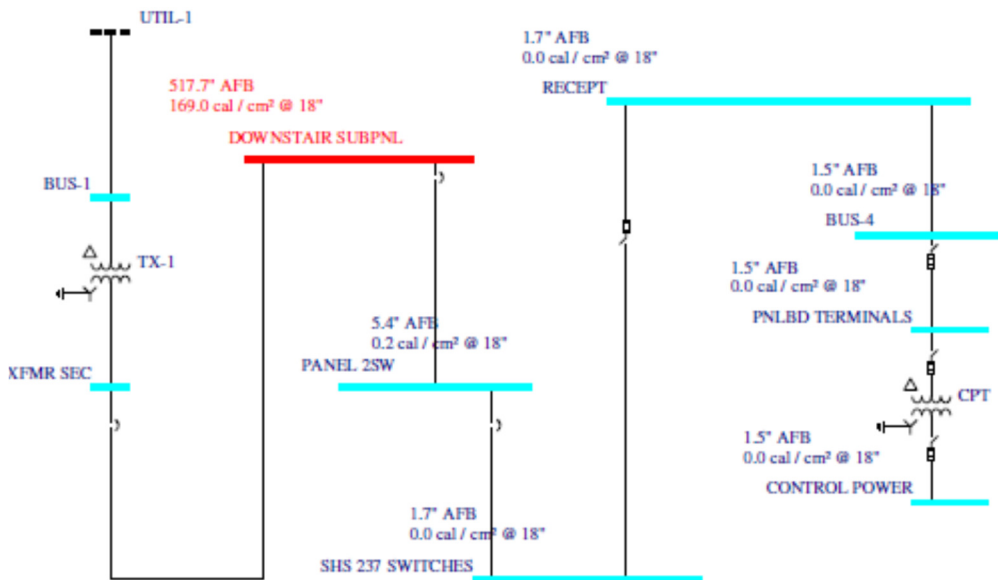 UTIL-1
1.7" AFB
0.0 cal / cm² @ 18"
RECEPT
517.7" AFB
169.0 cal / cm² @ 18"
DOWNSTAIR SUBPNL
BUS-1
1.5" AFB
0.0 cal / cm² @ 18"
BUS-4
TX-1
1.5" AFB
0.0 cal / cm² @ 18"
PNLBD TERMINALS
5.4" AFB
0.2 cal / cm² @ 18"
PANEL 2SW
XFMR SEC
CPT
1.5" AFB
0.0 cal / cm² @ 18"
CONTROL POWER
1.7" AFB
0.0 cal / cm² @ 18"
SHS 237 SWITCHES